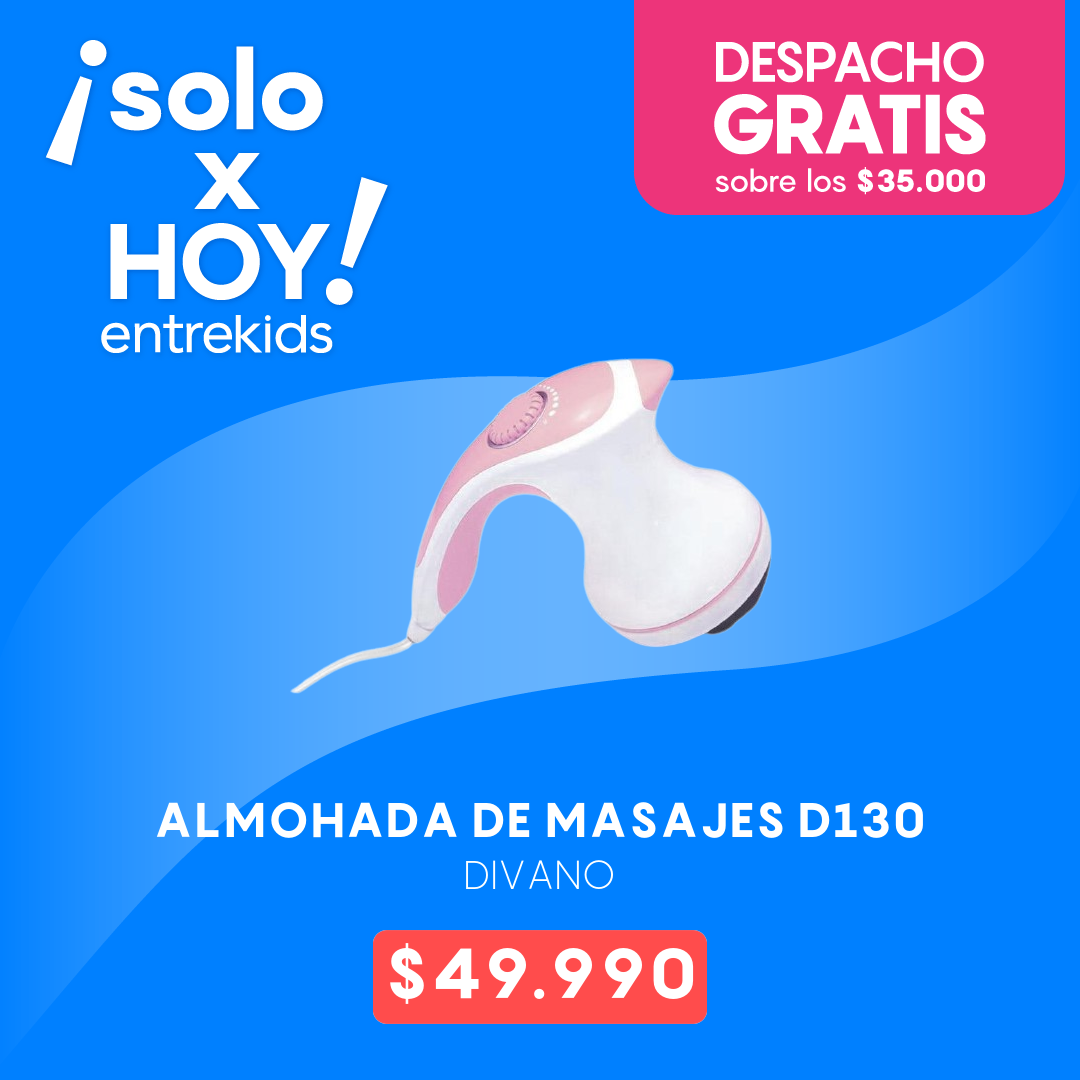 ¡solo
x
HOY!
entrekids
DESPACHO
GRATIS
sobre los $35.000
ALMOHADA DE MASAJES D130
DIVANO
$49.990